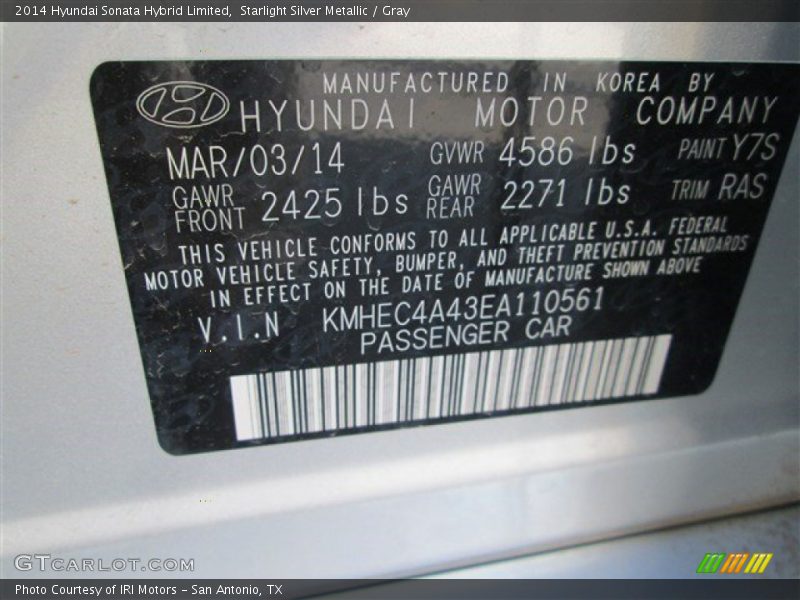 2014 Hyundai Sonata Hybrid Limited,  Starlight Silver Metallic / Gray
MANUFACTURED IN KOREA BY
HYUNDAI MOTOR COMPANY
MAR/03/14 GVWR 4586 lbs PAINT Y7S
GAWR FRONT 2425 lbs GAWR REAR 2271 lbs TRIM RAS
THIS VEHICLE CONFORMS TO ALL APPLICABLE U.S.A. FEDERAL
MOTOR VEHICLE SAFETY, BUMPER, AND THEFT PREVENTION STANDARDS
IN EFFECT ON THE DATE OF MANUFACTURE SHOWN ABOVE
V.I.N KMHEC4A43EA110561
PASSENGER CAR
GTCARLOT.COM
Photo Courtesy of IRI Motors – San Antonio, TX